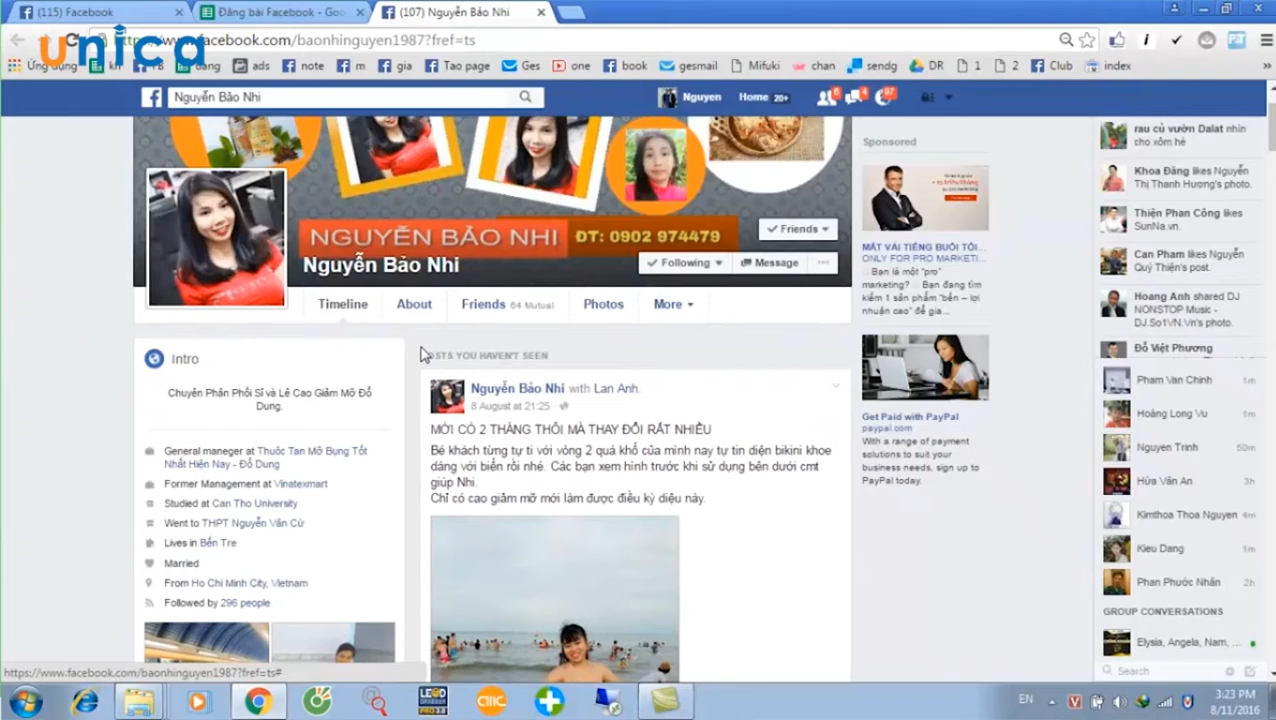 (115) Facebook
Đăng bài Facebook - Goo
(107) Nguyễn Bảo Nhi
unica
https://www.facebook.com/baonhinguyen1987?fref=ts
Ứng dụng
kh
FB
đang
ads
note
m
gia
Tao page
Ges
one
book
gesmail
Mifuki
chan
sendg
DR
1
2
Club
index
Nguyễn Bảo Nhi
Nguyen
Home 20+
6
4
97
NGUYỄN BẢO NHI
ĐT: 0902 974479
Nguyễn Bảo Nhi
Friends
Following
Message
Timeline
About
Friends 64 Mutual
Photos
More
Intro
Chuyên Phân Phối Sỉ và Lẻ Cao Giảm Mỡ Đỗ
Dung.
General maneger at Thuốc Tan Mỡ Bụng Tốt
Nhất Hiện Nay - Đỗ Dung
Former Management at Vinatexmart
Studied at Can Tho University
Went to THPT Nguyễn Văn Cừ
Lives in Bến Tre
Married
From Ho Chi Minh City, Vietnam
Followed by 296 people
https://www.facebook.com/baonhinguyen1987?fref=ts#
POSTS YOU HAVEN'T SEEN
Nguyễn Bảo Nhi with Lan Anh.
8 August at 21:25
MỚI CÓ 2 THÁNG THÔI MÀ THAY ĐỔI RẤT NHIỀU
Bé khách từng tự ti với vòng 2 quá khổ của mình nay tự tin diện bikini khoe
dáng với biển rồi nhé. Các bạn xem hình trước khi sử dụng bên dưới cmt
giúp Nhi.
Chỉ có cao giảm mỡ mới làm được điều kỳ diệu này.
Sponsored
MẤT VÀI TIẾNG BUỔI TỐI...
ONLY FOR PRO MARKETI...
Bạn là một "pro"
marketing? Bạn đang tìm
kiếm 1 sản phẩm "bền – lợi
nhuận cao" để gia...
Get Paid with PayPal
paypal.com
With a range of payment
solutions to suit your
business needs, sign up to
PayPal today.
rau củ vườn Dalat nhìn
cho xôm hè
Khoa Đăng likes Nguyễn
Thị Thanh Hương's photo.
Thiện Phan Công likes
SunNa.vn.
Can Pham likes Nguyễn
Quý Thiện's post.
Hoang Anh shared DJ
NONSTOP Music -
DJ.So1VN.Vn's photo.
Đỗ Việt Phương
Pham Van Chinh 1m
Hoàng Long Vu 1m
Nguyen Trinh 50m
Hứa Văn An 3h
Kimthoa Thoa Nguyen 4m
Kieu Dang 1m
Phan Phước Nhẫn 2h
GROUP CONVERSATIONS
Elysia, Angela, Nam, ...
Search
EN
3:23 PM
8/11/2016